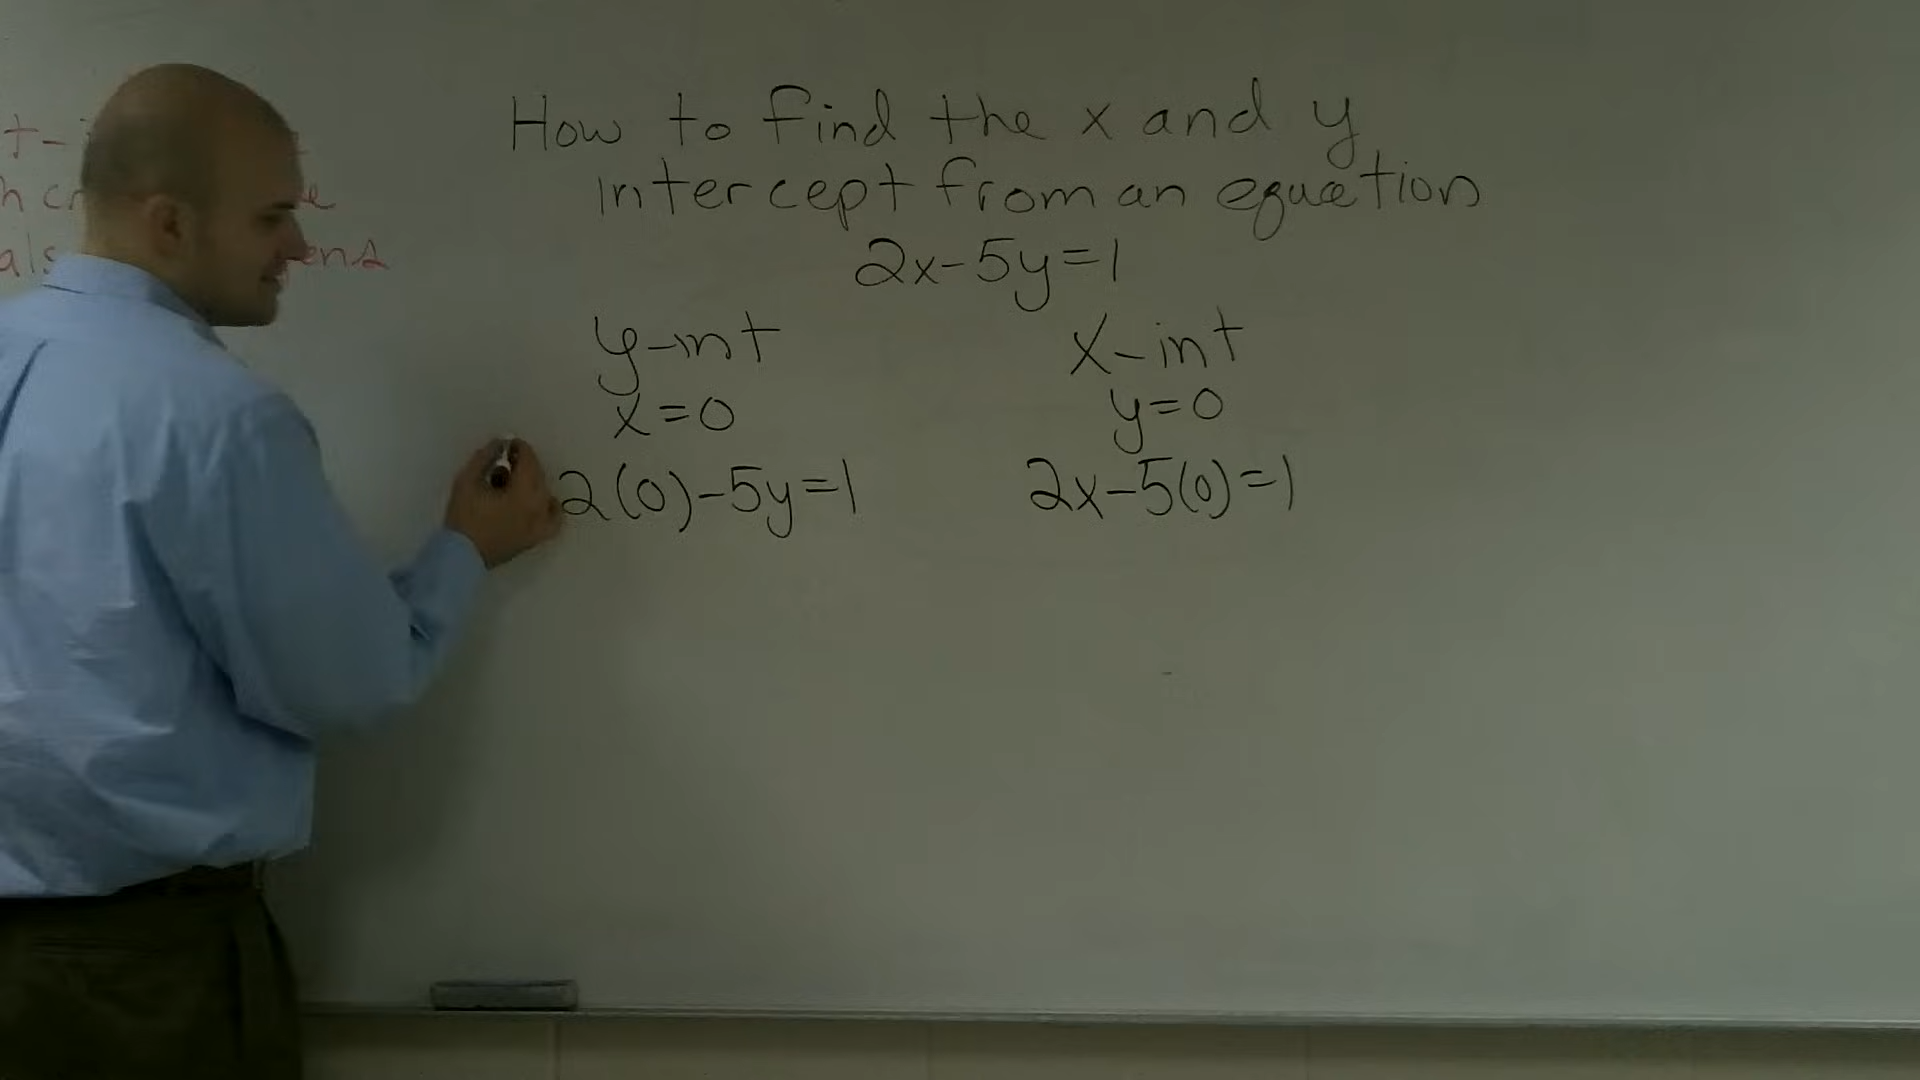 How to find the x and y
intercept from an equation
2x-5y=1
y-int
x=0
2(0)-5y=1
x-int
y=0
2x-5(0)=1